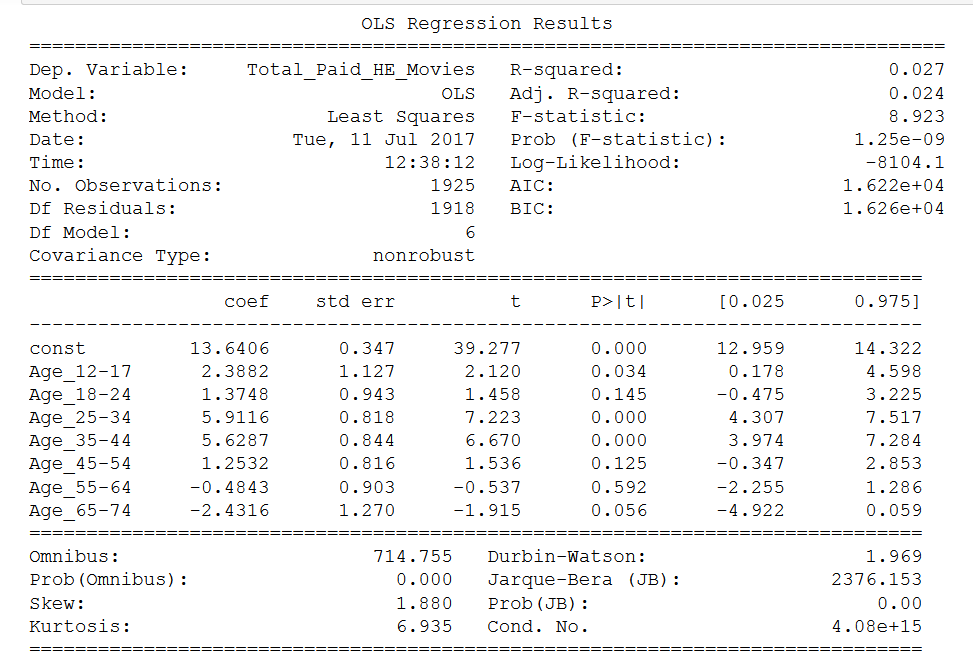 OLS Regression Results
==============================================================================
Dep. Variable: Total_Paid_HE_Movies R-squared: 0.027
Model: OLS Adj. R-squared: 0.024
Method: Least Squares F-statistic: 8.923
Date: Tue, 11 Jul 2017 Prob (F-statistic): 1.25e-09
Time: 12:38:12 Log-Likelihood: -8104.1
No. Observations: 1925 AIC: 1.622e+04
Df Residuals: 1918 BIC: 1.626e+04
Df Model: 6
Covariance Type: nonrobust
==============================================================================
coef std err t P>|t| [0.025 0.975]
------------------------------------------------------------------------------
const 13.6406 0.347 39.277 0.000 12.959 14.322
Age_12-17 2.3882 1.127 2.120 0.034 0.178 4.598
Age_18-24 1.3748 0.943 1.458 0.145 -0.475 3.225
Age_25-34 5.9116 0.818 7.223 0.000 4.307 7.517
Age_35-44 5.6287 0.844 6.670 0.000 3.974 7.284
Age_45-54 1.2532 0.816 1.536 0.125 -0.347 2.853
Age_55-64 -0.4843 0.903 -0.537 0.592 -2.255 1.286
Age_65-74 -2.4316 1.270 -1.915 0.056 -4.922 0.059
==============================================================================
Omnibus: 714.755 Durbin-Watson: 1.969
Prob(Omnibus): 0.000 Jarque-Bera (JB): 2376.153
Skew: 1.880 Prob(JB): 0.00
Kurtosis: 6.935 Cond. No. 4.08e+15
==============================================================================